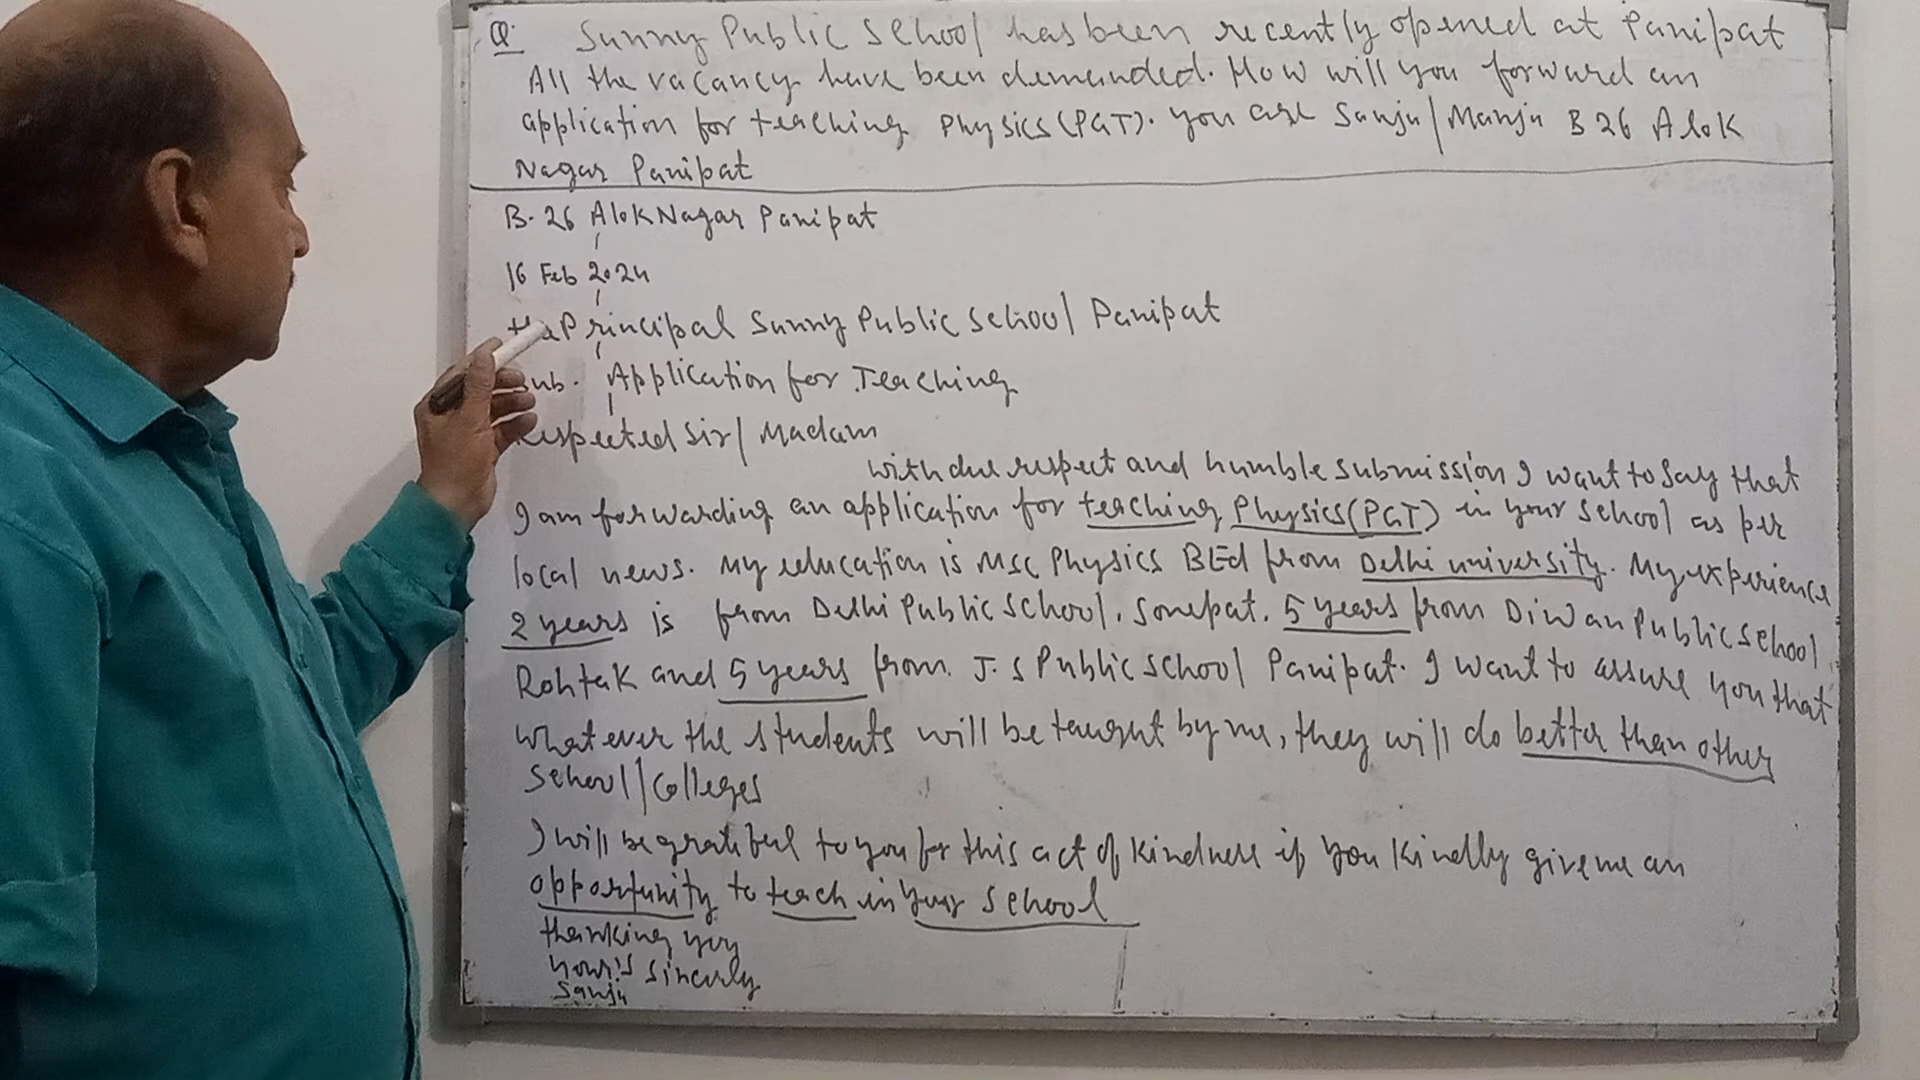 Q. Sunny Public School has been recently opened at Panipat
All the vacancy have been demanded. How will you forward an
application for teaching Physics (PGT). you are Sanju/Manju B 26 Alok
Nagar Panipat
B-26 Alok Nagar Panipat
16 Feb 2024
the Principal Sunny Public School Panipat
Sub. Application for Teaching
Respected Sir/Madam
with due respect and humble submission I want to say that
I am forwarding an application for teaching Physics (PGT) in your school as per
local news. My education is MSc Physics BEd from Delhi university. My experience
2 years is from Delhi Public School, Sonepat. 5 years from Diwan Public School
Rohtak and 5 years from J.S Public School Panipat. I want to assure you that
whatever the students will be taught by me, they will do better than other
School/Colleges
I will be grateful to you for this act of kindness if you kindly give me an
opportunity to teach in your School
thanking you
your's sincerly
Sanju